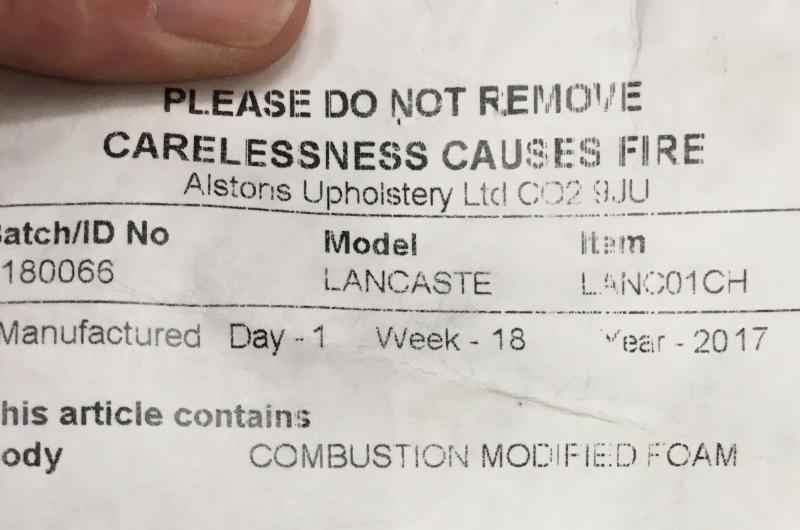 PLEASE DO NOT REMOVE
CARELESSNESS CAUSES FIRE
Alstons Upholstery Ltd CO2 9JU
Batch/ID No Model Item
180066 LANCASTE LANC01CH
Manufactured Day - 1 Week - 18 Year - 2017
his article contains
ody COMBUSTION MODIFIED FOAM